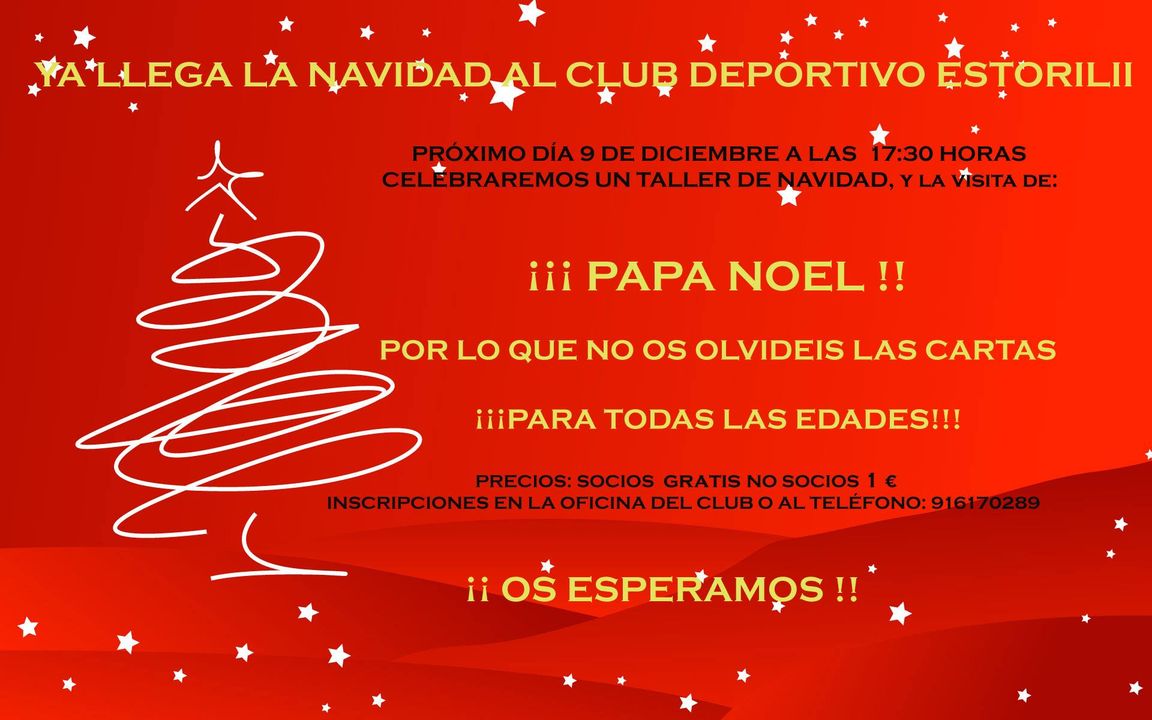 YA LLEGA LA NAVIDAD AL CLUB DEPORTIVO ESTORILII
PRÓXIMO DÍA 9 DE DICIEMBRE A LAS 17:30 HORAS
CELEBRAREMOS UN TALLER DE NAVIDAD, Y LA VISITA DE:
¡¡¡ PAPA NOEL !!
POR LO QUE NO OS OLVIDEIS LAS CARTAS
¡¡¡PARA TODAS LAS EDADES!!!
PRECIOS: SOCIOS GRATIS NO SOCIOS 1 €
INSCRIPCIONES EN LA OFICINA DEL CLUB O AL TELÉFONO: 916170289
¡¡ OS ESPERAMOS !!